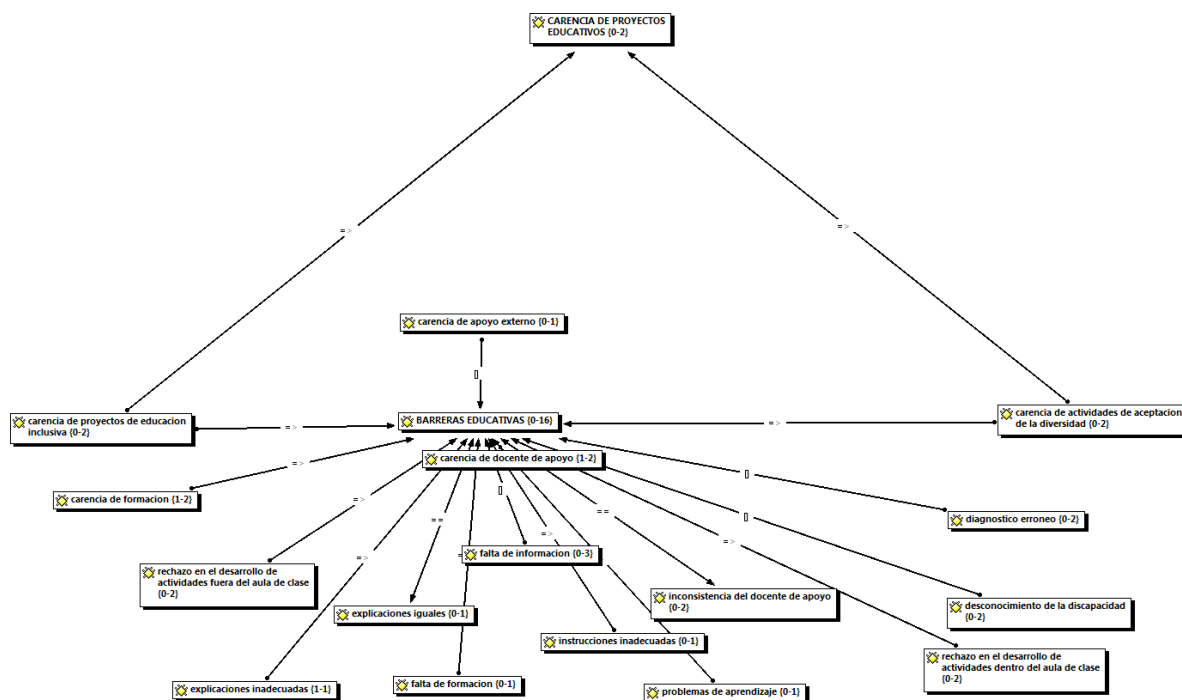 CARENCIA DE PROYECTOS
EDUCATIVOS {0-2}
=>
=>
carencia de apoyo externo {0-1}
[]
carencia de proyectos de educacion
inclusiva {0-2}
=>
BARRERAS EDUCATIVAS {0-16}
=>
carencia de actividades de aceptacion
de la diversidad {0-2}
carencia de docente de apoyo {1-2}
=>
[]
carencia de formacion {1-2}
=>
[]
==
==
[]
diagnostico erroneo {0-2}
=>
=>
=>
falta de informacion {0-3}
rechazo en el desarrollo de
actividades fuera del aula de clase
{0-2}
inconsistencia del docente de apoyo
{0-2}
desconocimiento de la discapacidad
{0-2}
explicaciones iguales {0-1}
instrucciones inadecuadas {0-1}
rechazo en el desarrollo de
actividades dentro del aula de clase
{0-2}
explicaciones inadecuadas {1-1}
falta de formacion {0-1}
problemas de aprendizaje {0-1}